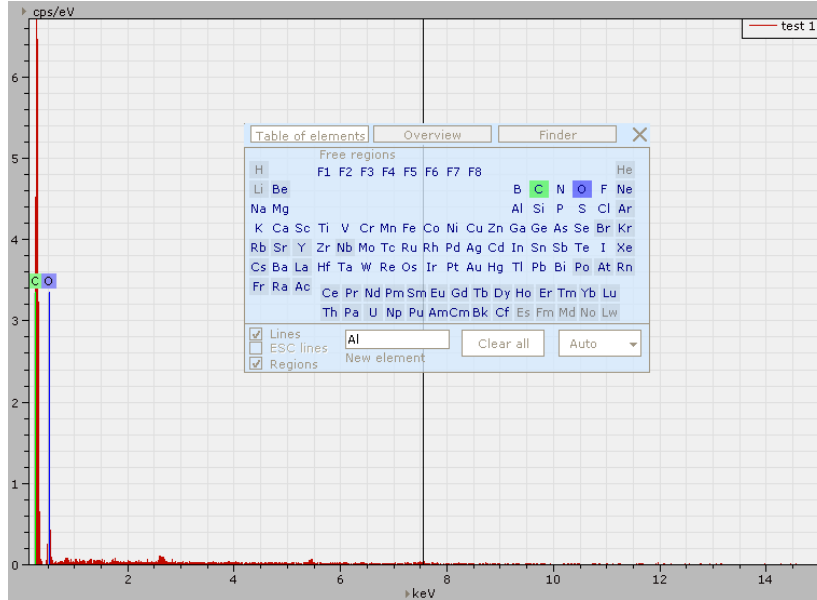 cps/eV
test 1
6
5
4
3
2
1
0
C O
Table of elements Overview Finder
Free regions
H F1 F2 F3 F4 F5 F6 F7 F8 He
Li Be B C N O F Ne
Na Mg Al Si P S Cl Ar
K Ca Sc Ti V Cr Mn Fe Co Ni Cu Zn Ga Ge As Se Br Kr
Rb Sr Y Zr Nb Mo Tc Ru Rh Pd Ag Cd In Sn Sb Te I Xe
Cs Ba La Hf Ta W Re Os Ir Pt Au Hg Tl Pb Bi Po At Rn
Fr Ra Ac Ce Pr Nd Pm Sm Eu Gd Tb Dy Ho Er Tm Yb Lu
Th Pa U Np Pu Am Cm Bk Cf Es Fm Md No Lw
Lines
ESC lines
Regions
Al
New element
Clear all
Auto
2 4 6 8 10 12 14
keV